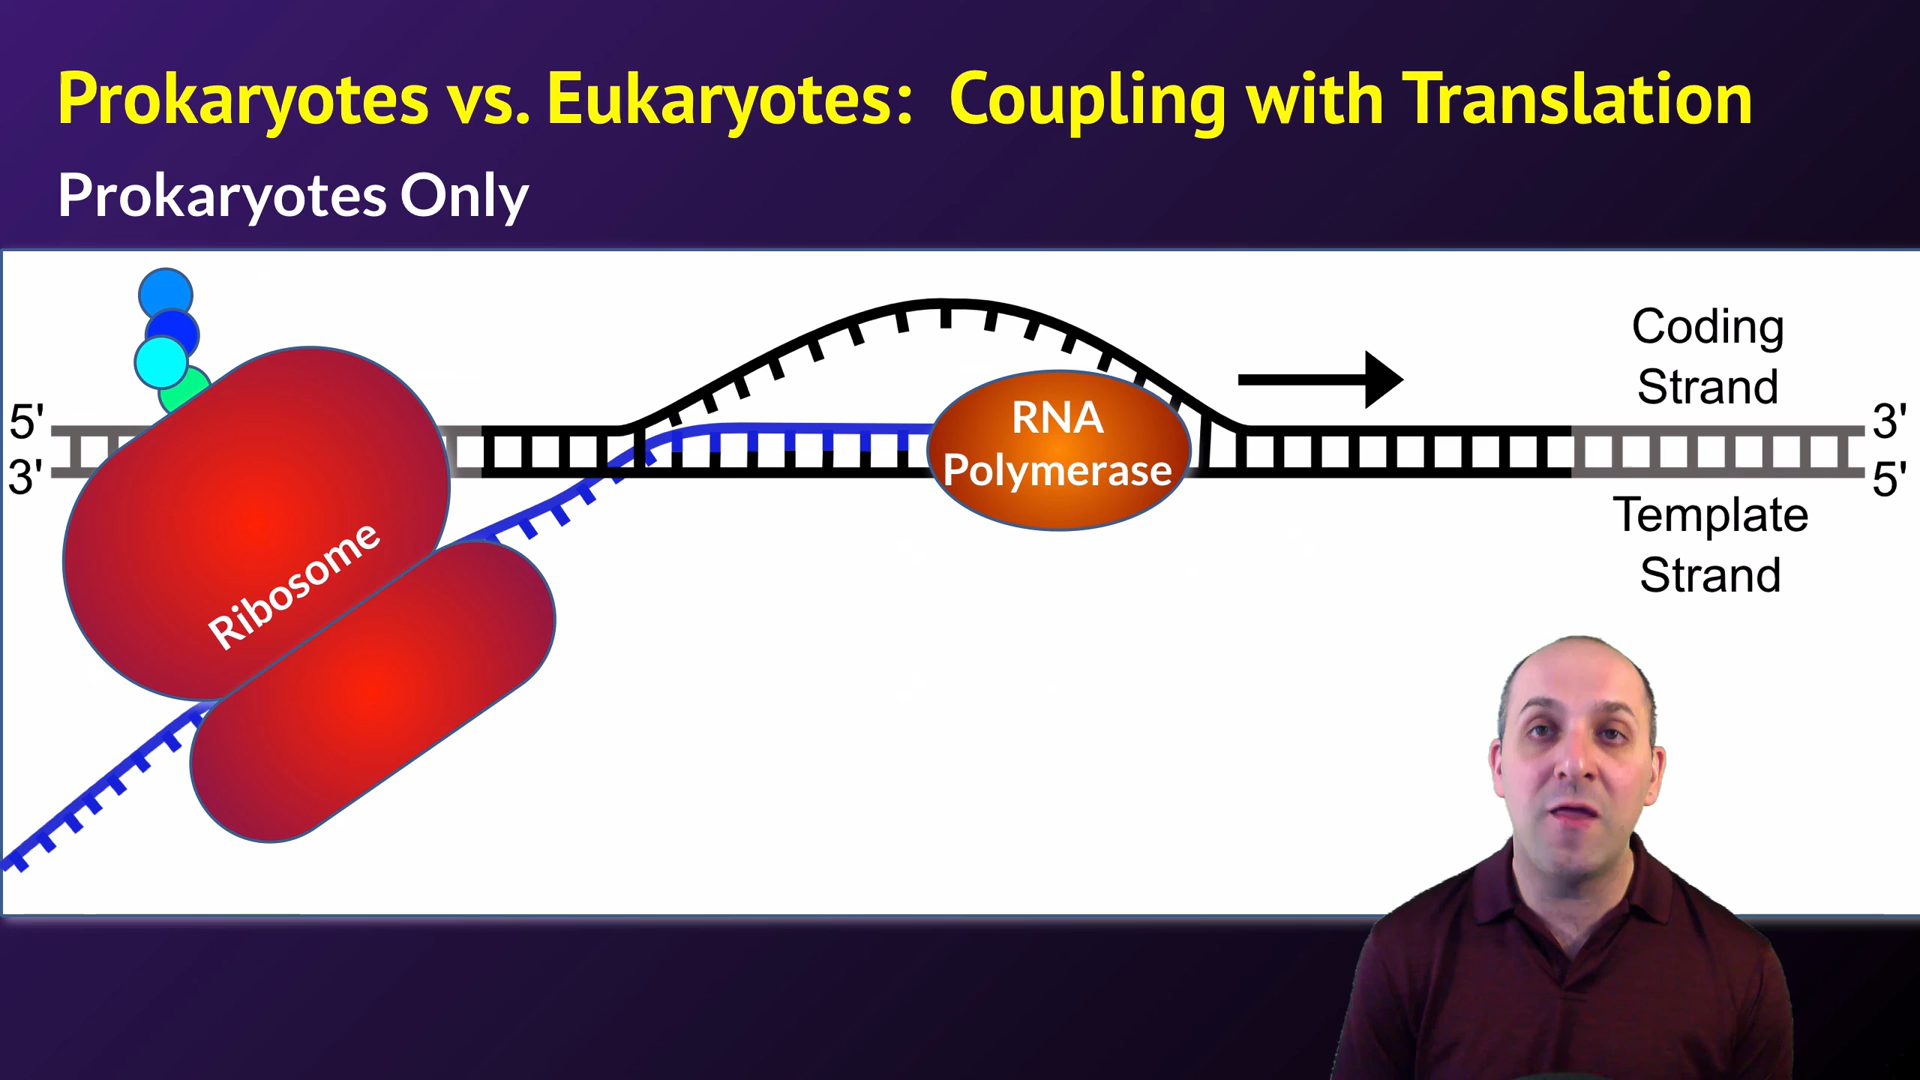 Prokaryotes vs. Eukaryotes:  Coupling with Translation
Prokaryotes Only
Coding
Strand
5'
3'
RNA
Polymerase
3'
5'
Template
Strand
Ribosome